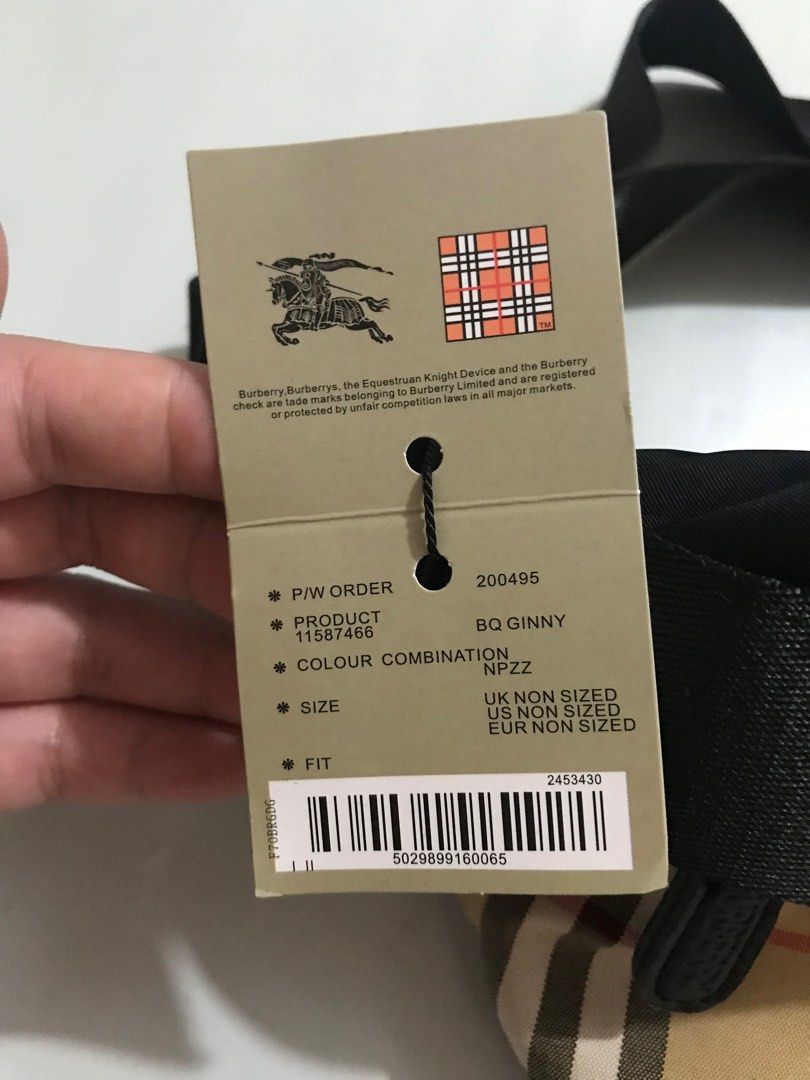 TM
Burberry,Burberrys, the Equestruan Knight Device and the Burberry
check are tade marks belonging to Burberry Limited and are registered
or protected by unfair competition laws in all major markets.
❋ P/W ORDER 200495
❋ PRODUCT BQ GINNY
11587466
❋ COLOUR COMBINATION
NPZZ
❋ SIZE UK NON SIZED
US NON SIZED
EUR NON SIZED
❋ FIT
2453430
F70BR6DG
5029899160065